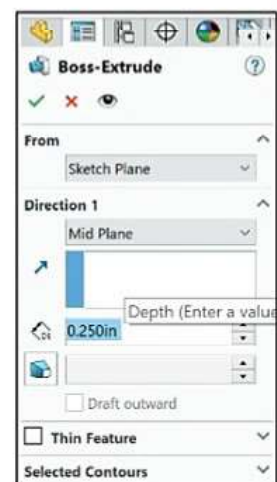 Boss-Extrude
From
Sketch Plane
Direction 1
Mid Plane
Depth (Enter a value
0.250in
Draft outward
Thin Feature
Selected Contours